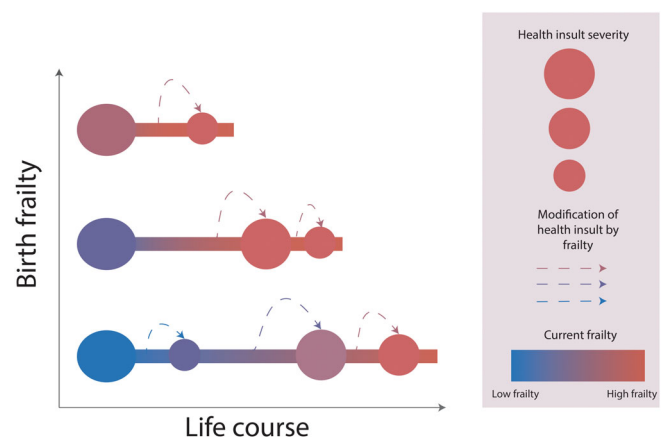 Birth frailty
Life course
Health insult severity
Modification of
health insult by
frailty
Current frailty
Low frailty
High frailty